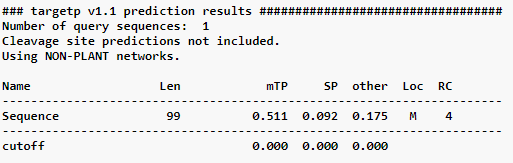 ### targetp v1.1 prediction results ##################################
Number of query sequences:  1
Cleavage site predictions not included.
Using NON-PLANT networks.
Name                  Len            mTP     SP  other  Loc  RC
----------------------------------------------------------------------
Sequence               99          0.511  0.092  0.175   M    4
----------------------------------------------------------------------
cutoff                             0.000  0.000  0.000